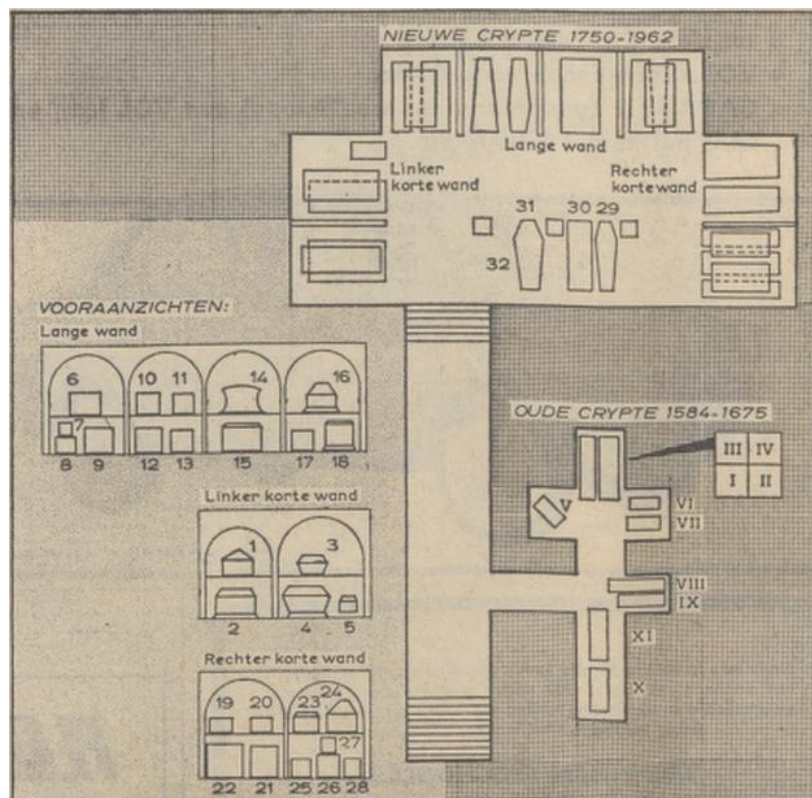 NIEUWE CRYPTE 1750-1962
Lange wand
Linker
korte wand
Rechter
korte wand
31 30 29
32
VOORAANZICHTEN:
Lange wand
6 10 11 14 16
7
8 9 12 13 15 17 18
OUDE CRYPTE 1584-1675
III IV
I II
V VI
VII
VIII
IX
XI
X
Linker korte wand
1 3
2 4 5
Rechter korte wand
19 20 23 24
27
22 21 25 26 28